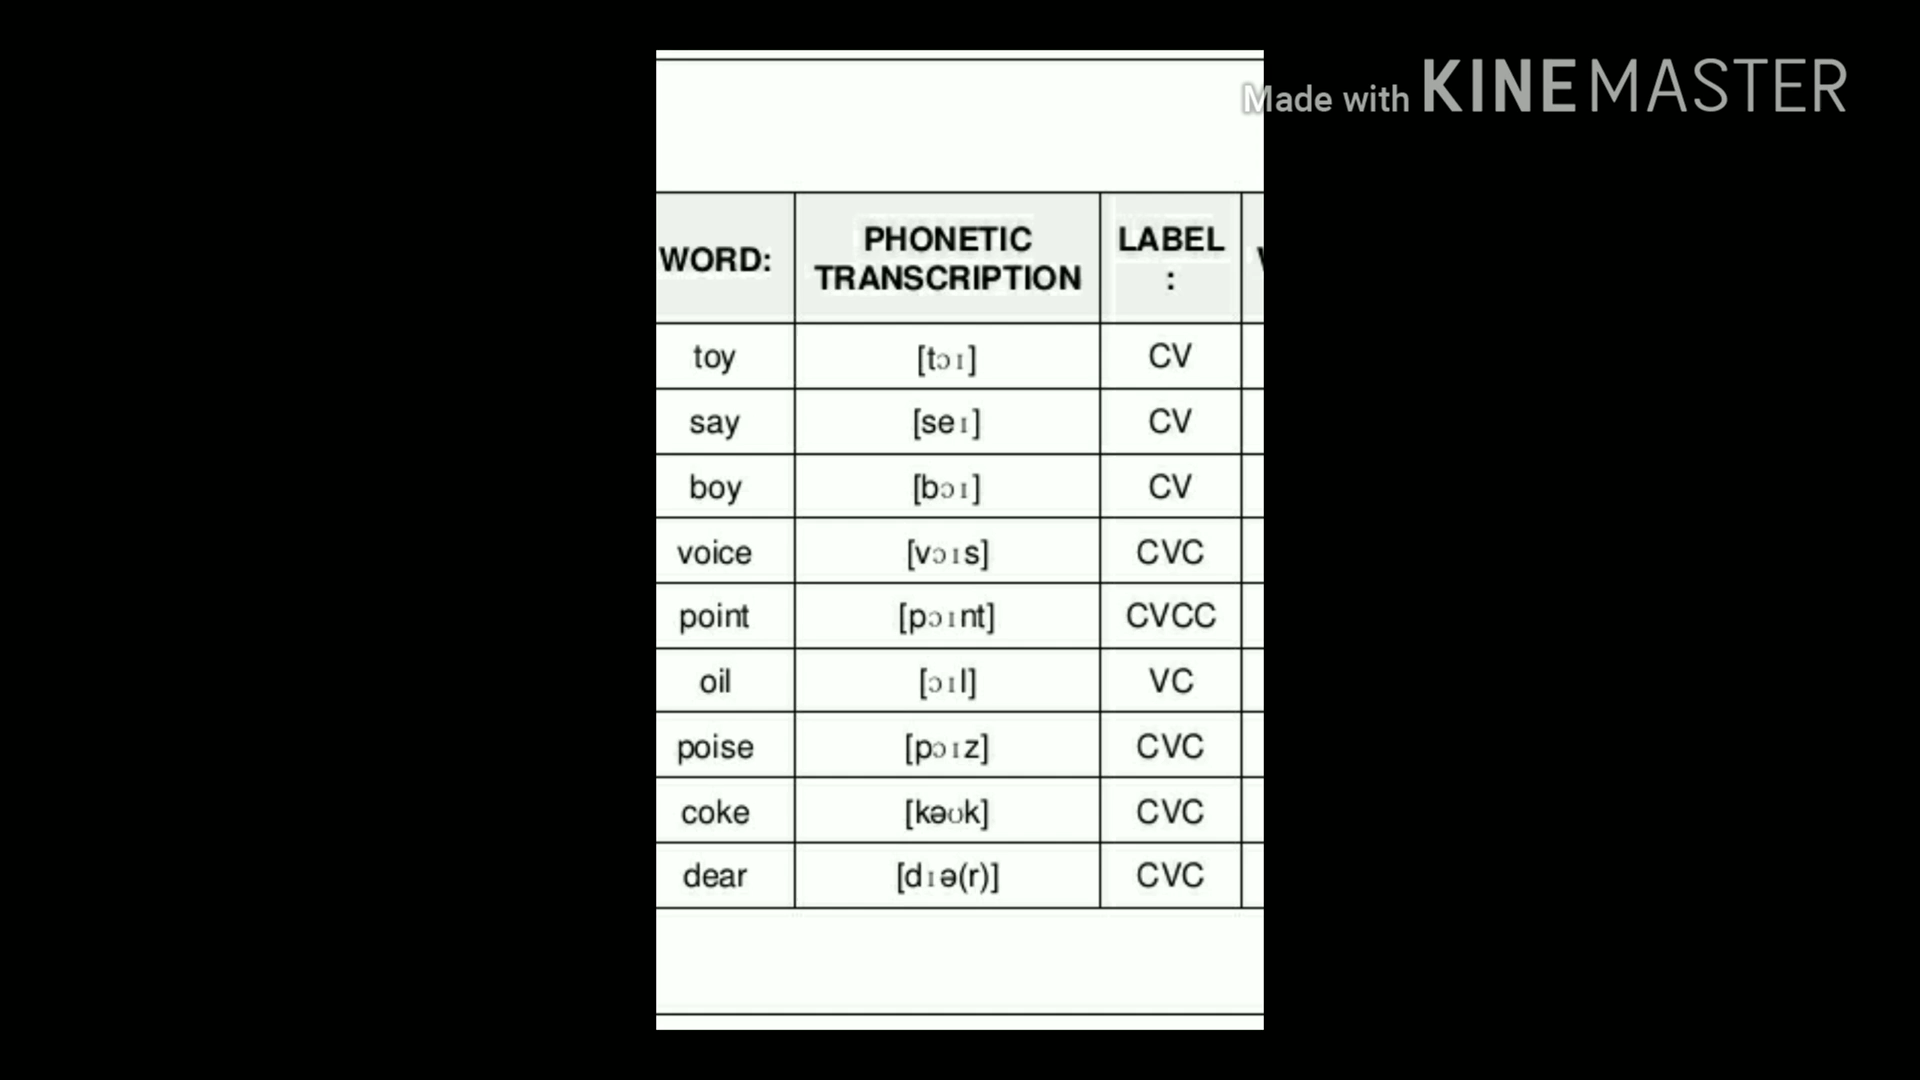 Made with KINEMASTER
WORD: PHONETIC TRANSCRIPTION LABEL :
toy [tɔɪ] CV
say [seɪ] CV
boy [bɔɪ] CV
voice [vɔɪs] CVC
point [pɔɪnt] CVCC
oil [ɔɪl] VC
poise [pɔɪz] CVC
coke [kəʊk] CVC
dear [dɪə(r)] CVC